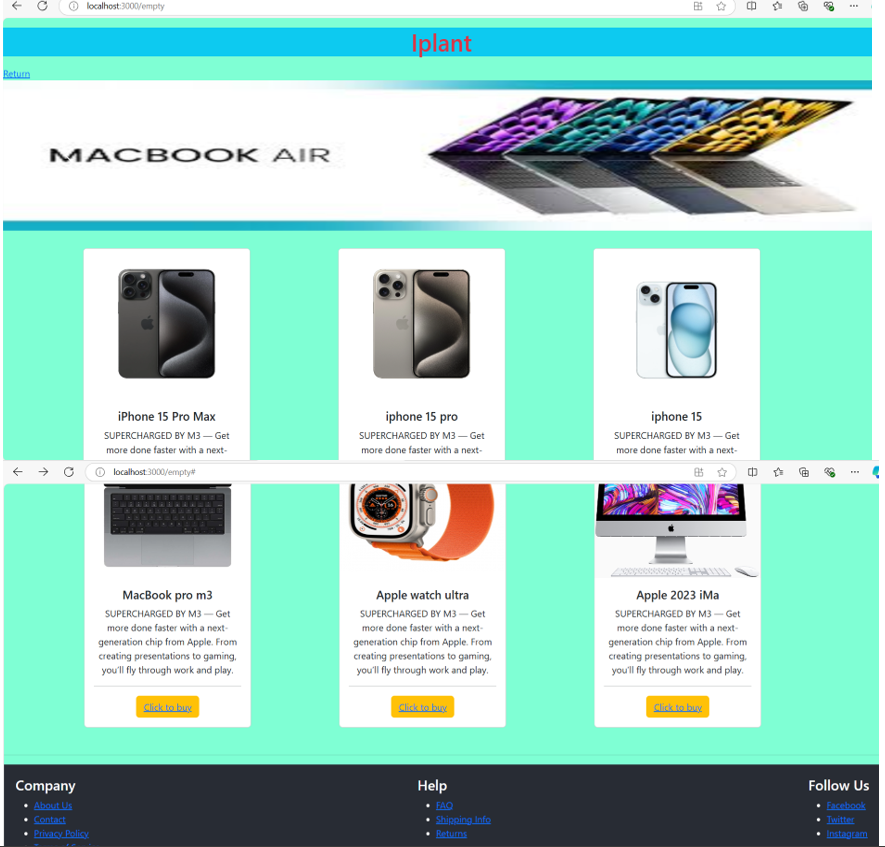 localhost:3000/empty
Iplant
Return
MACBOOK AIR
iPhone 15 Pro Max
SUPERCHARGED BY M3 — Get
more done faster with a next-
iphone 15 pro
SUPERCHARGED BY M3 — Get
more done faster with a next-
iphone 15
SUPERCHARGED BY M3 — Get
more done faster with a next-
localhost:3000/empty#
MacBook pro m3
SUPERCHARGED BY M3 — Get
more done faster with a next-
generation chip from Apple. From
creating presentations to gaming,
you'll fly through work and play.
Click to buy
Apple watch ultra
SUPERCHARGED BY M3 — Get
more done faster with a next-
generation chip from Apple. From
creating presentations to gaming,
you'll fly through work and play.
Click to buy
Apple 2023 iMa
SUPERCHARGED BY M3 — Get
more done faster with a next-
generation chip from Apple. From
creating presentations to gaming,
you'll fly through work and play.
Click to buy
Company
About Us
Contact
Privacy Policy
Help
FAQ
Shipping Info
Returns
Follow Us
Facebook
Twitter
Instagram